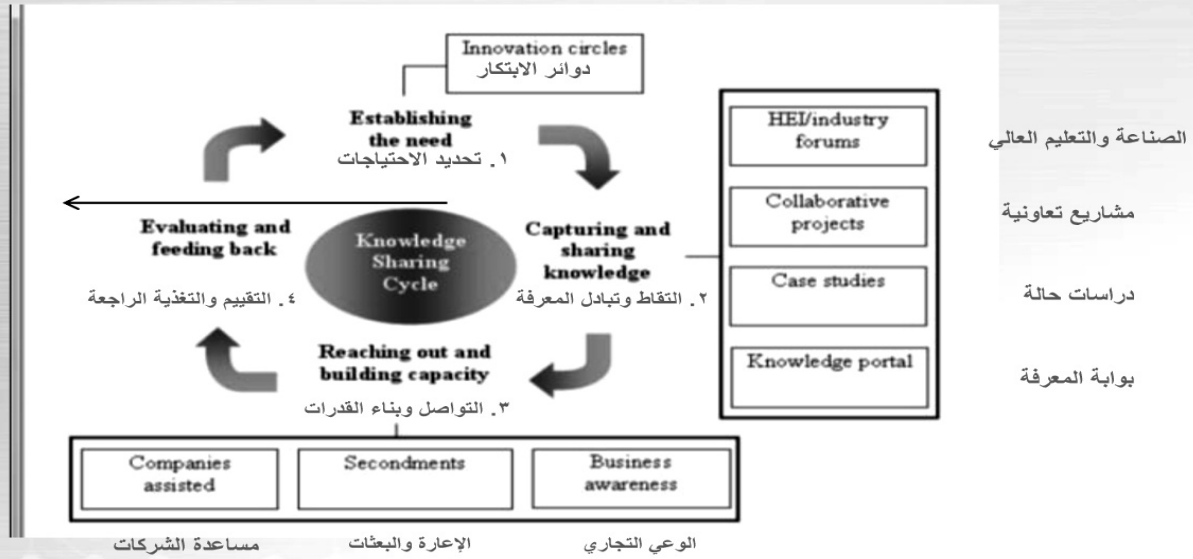 Innovation circles
دوائر الابتكار
Establishing
the need
١. تحديد الاحتياجات
HEI/industry
forums
الصناعة والتعليم العالي
Collaborative
projects
مشاريع تعاونية
Case studies
دراسات حالة
Knowledge portal
بوابة المعرفة
Capturing and
sharing
knowledge
٢. التقاط وتبادل المعرفة
Knowledge
Sharing
Cycle
Evaluating and
feeding back
٤. التقييم والتغذية الراجعة
Reaching out and
building capacity
٣. التواصل وبناء القدرات
Companies
assisted
Secondments
Business
awareness
مساعدة الشركات
الإعارة والبعثات
الوعي التجاري